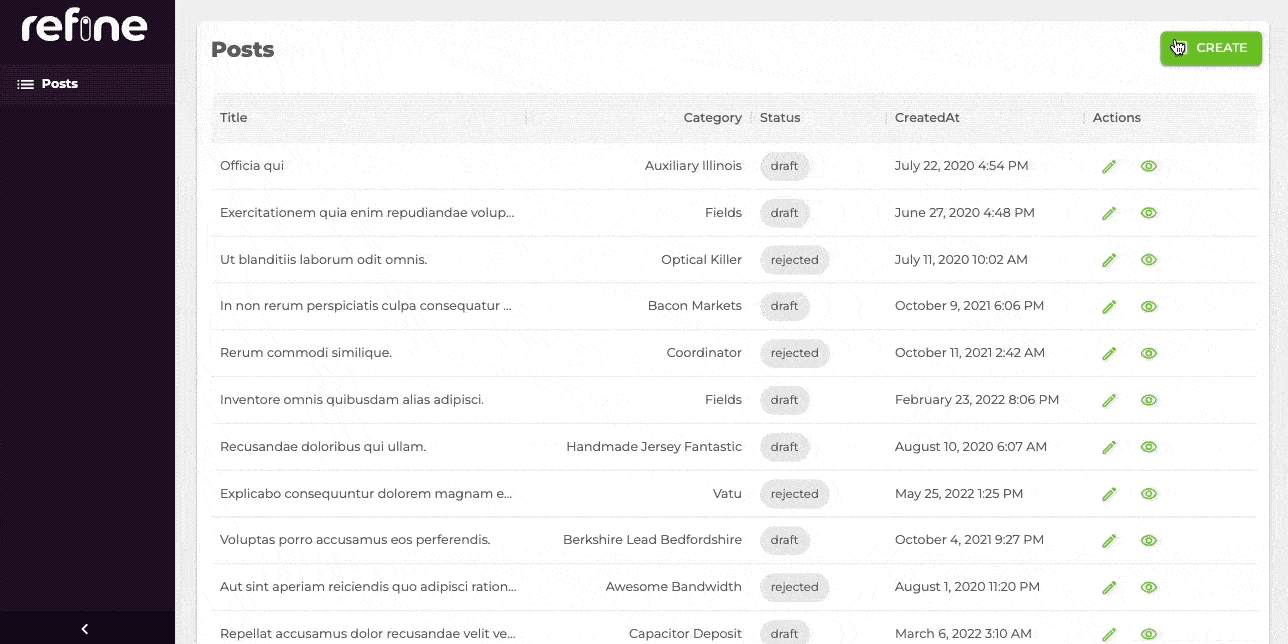 refine
Posts
Posts
CREATE
Title Category Status CreatedAt Actions
Officia qui Auxiliary Illinois draft July 22, 2020 4:54 PM
Exercitationem quia enim repudiandae volup... Fields draft June 27, 2020 4:48 PM
Ut blanditiis laborum odit omnis. Optical Killer rejected July 11, 2020 10:02 AM
In non rerum perspiciatis culpa consequatur ... Bacon Markets draft October 9, 2021 6:06 PM
Rerum commodi similique. Coordinator rejected October 11, 2021 2:42 AM
Inventore omnis quibusdam alias adipisci. Fields draft February 23, 2022 8:06 PM
Recusandae doloribus qui ullam. Handmade Jersey Fantastic draft August 10, 2020 6:07 AM
Explicabo consequuntur dolorem magnam e... Vatu rejected May 25, 2022 1:25 PM
Voluptas porro accusamus eos perferendis. Berkshire Lead Bedfordshire draft October 4, 2021 9:27 PM
Aut sint aperiam reiciendis quo adipisci ration... Awesome Bandwidth rejected August 1, 2020 11:20 PM
Repellat accusamus dolor recusandae velit ve... Capacitor Deposit draft March 6, 2022 3:10 AM